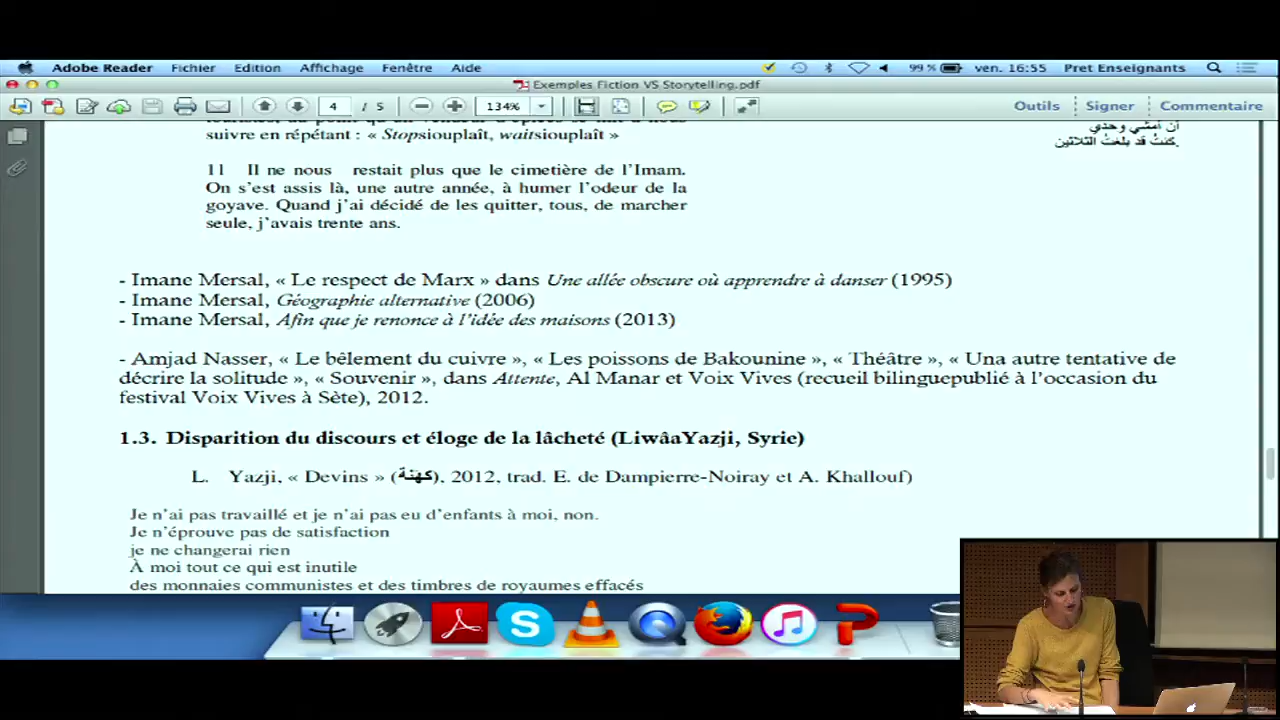 Adobe Reader Fichier Edition Affichage Fenêtre Aide 99 % ven. 16:55 Pret Enseignants
Exemples Fiction VS Storytelling.pdf
4 / 5 134% Outils Signer Commentaire
suivre en répétant : « Stopsiouplaît, waitsiouplaît »
أن أمشي وحدي
كنتُ قد بلغتُ الثلاثين.
11 Il ne nous restait plus que le cimetière de l’Imam.
On s’est assis là, une autre année, à humer l’odeur de la
goyave. Quand j’ai décidé de les quitter, tous, de marcher
seule, j’avais trente ans.
- Imane Mersal, « Le respect de Marx » dans Une allée obscure où apprendre à danser (1995)
- Imane Mersal, Géographie alternative (2006)
- Imane Mersal, Afin que je renonce à l’idée des maisons (2013)
- Amjad Nasser, « Le bêlement du cuivre », « Les poissons de Bakounine », « Théâtre », « Una autre tentative de
décrire la solitude », « Souvenir », dans Attente, Al Manar et Voix Vives (recueil bilinguepublié à l’occasion du
festival Voix Vives à Sète), 2012.
1.3. Disparition du discours et éloge de la lâcheté (LiwâaYazji, Syrie)
L. Yazji, « Devins » (كهنة), 2012, trad. E. de Dampierre-Noiray et A. Khallouf)
Je n’ai pas travaillé et je n’ai pas eu d’enfants à moi, non.
Je n’éprouve pas de satisfaction
je ne changerai rien
À moi tout ce qui est inutile
des monnaies communistes et des timbres de royaumes effacés